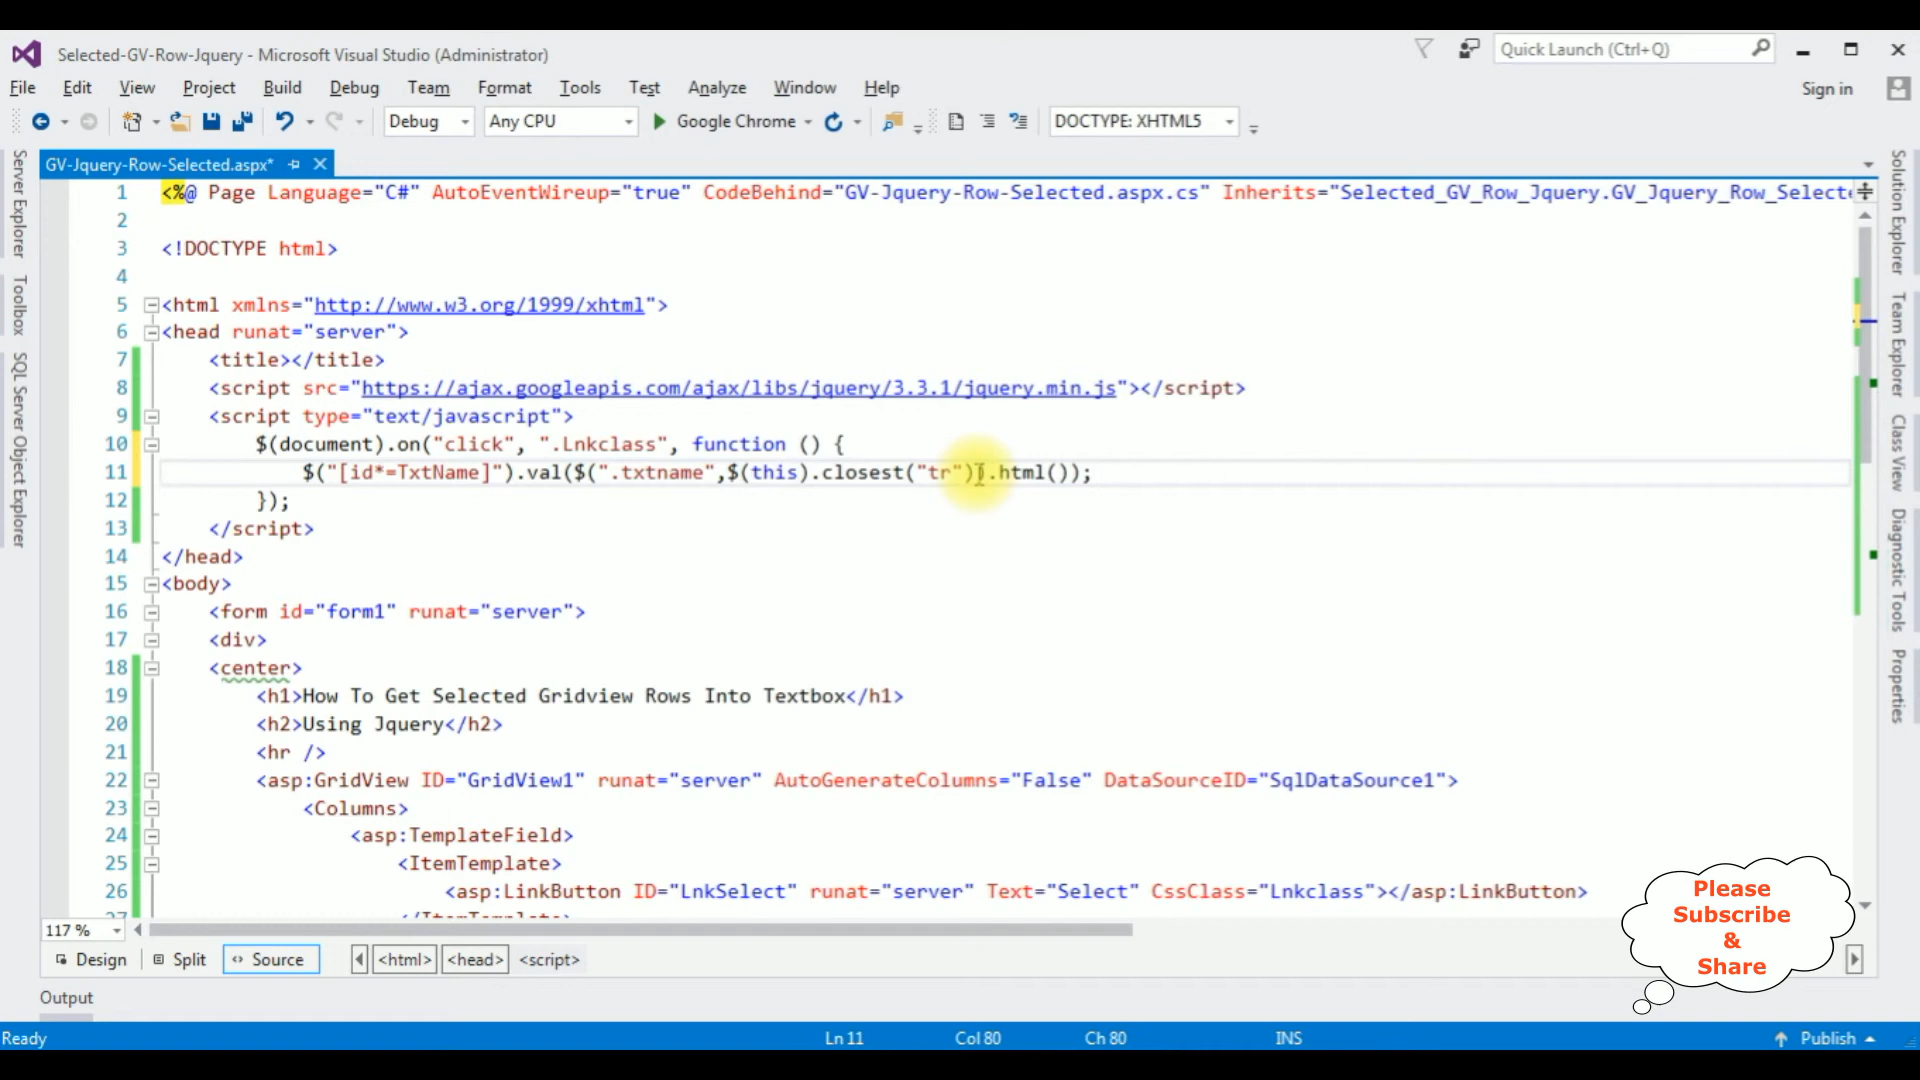 Selected-GV-Row-Jquery - Microsoft Visual Studio (Administrator)
Quick Launch (Ctrl+Q)
File Edit View Project Build Debug Team Format Tools Test Analyze Window Help
Sign in
Debug Any CPU Google Chrome DOCTYPE: XHTML5
GV-Jquery-Row-Selected.aspx*
1 <%@ Page Language="C#" AutoEventWireup="true" CodeBehind="GV-Jquery-Row-Selected.aspx.cs" Inherits="Selected_GV_Row_Jquery.GV_Jquery_Row_Selecte
2
3 <!DOCTYPE html>
4
5 <html xmlns="http://www.w3.org/1999/xhtml">
6 <head runat="server">
7 <title></title>
8 <script src="https://ajax.googleapis.com/ajax/libs/jquery/3.3.1/jquery.min.js"></script>
9 <script type="text/javascript">
10 $(document).on("click", ".Lnkclass", function () {
11 $("[id*=TxtName]").val($(".txtname",$(this).closest("tr")).html());
12 });
13 </script>
14 </head>
15 <body>
16 <form id="form1" runat="server">
17 <div>
18 <center>
19 <h1>How To Get Selected Gridview Rows Into Textbox</h1>
20 <h2>Using Jquery</h2>
21 <hr />
22 <asp:GridView ID="GridView1" runat="server" AutoGenerateColumns="False" DataSourceID="SqlDataSource1">
23 <Columns>
24 <asp:TemplateField>
25 <ItemTemplate>
26 <asp:LinkButton ID="LnkSelect" runat="server" Text="Select" CssClass="Lnkclass"></asp:LinkButton>
27 </ItemTemplate>
Server Explorer
Toolbox
SQL Server Object Explorer
Solution Explorer
Team Explorer
Class View
Diagnostic Tools
Properties
Please
Subscribe
&
Share
117 %
Design Split Source <html> <head> <script>
Output
Ready Ln 11 Col 80 Ch 80 INS Publish